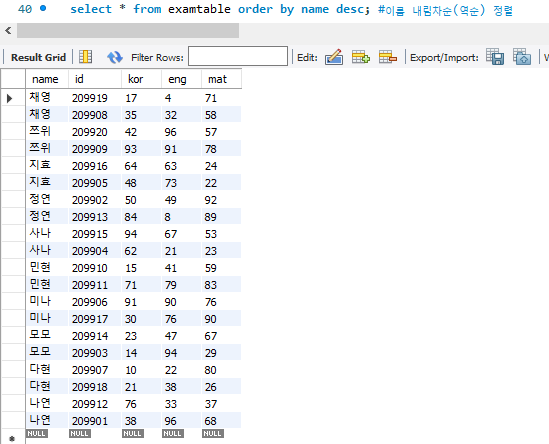 40 select * from examtable order by name desc; #이름 내림차순(역순) 정렬
Result Grid Filter Rows: Edit: Export/Import:
name id kor eng mat
채영 209919 17 4 71
채영 209908 35 32 58
쯔위 209920 42 96 57
쯔위 209909 93 91 78
지효 209916 64 63 24
지효 209905 48 73 22
정연 209902 50 49 92
정연 209913 84 8 89
사나 209915 94 67 53
사나 209904 62 21 23
민현 209910 15 41 59
민현 209911 71 79 83
미나 209906 91 90 76
미나 209917 30 76 90
모모 209914 23 47 67
모모 209903 14 94 29
다현 209907 10 22 80
다현 209918 21 38 26
나연 209912 76 33 37
나연 209901 38 96 68
NULL NULL NULL NULL NULL